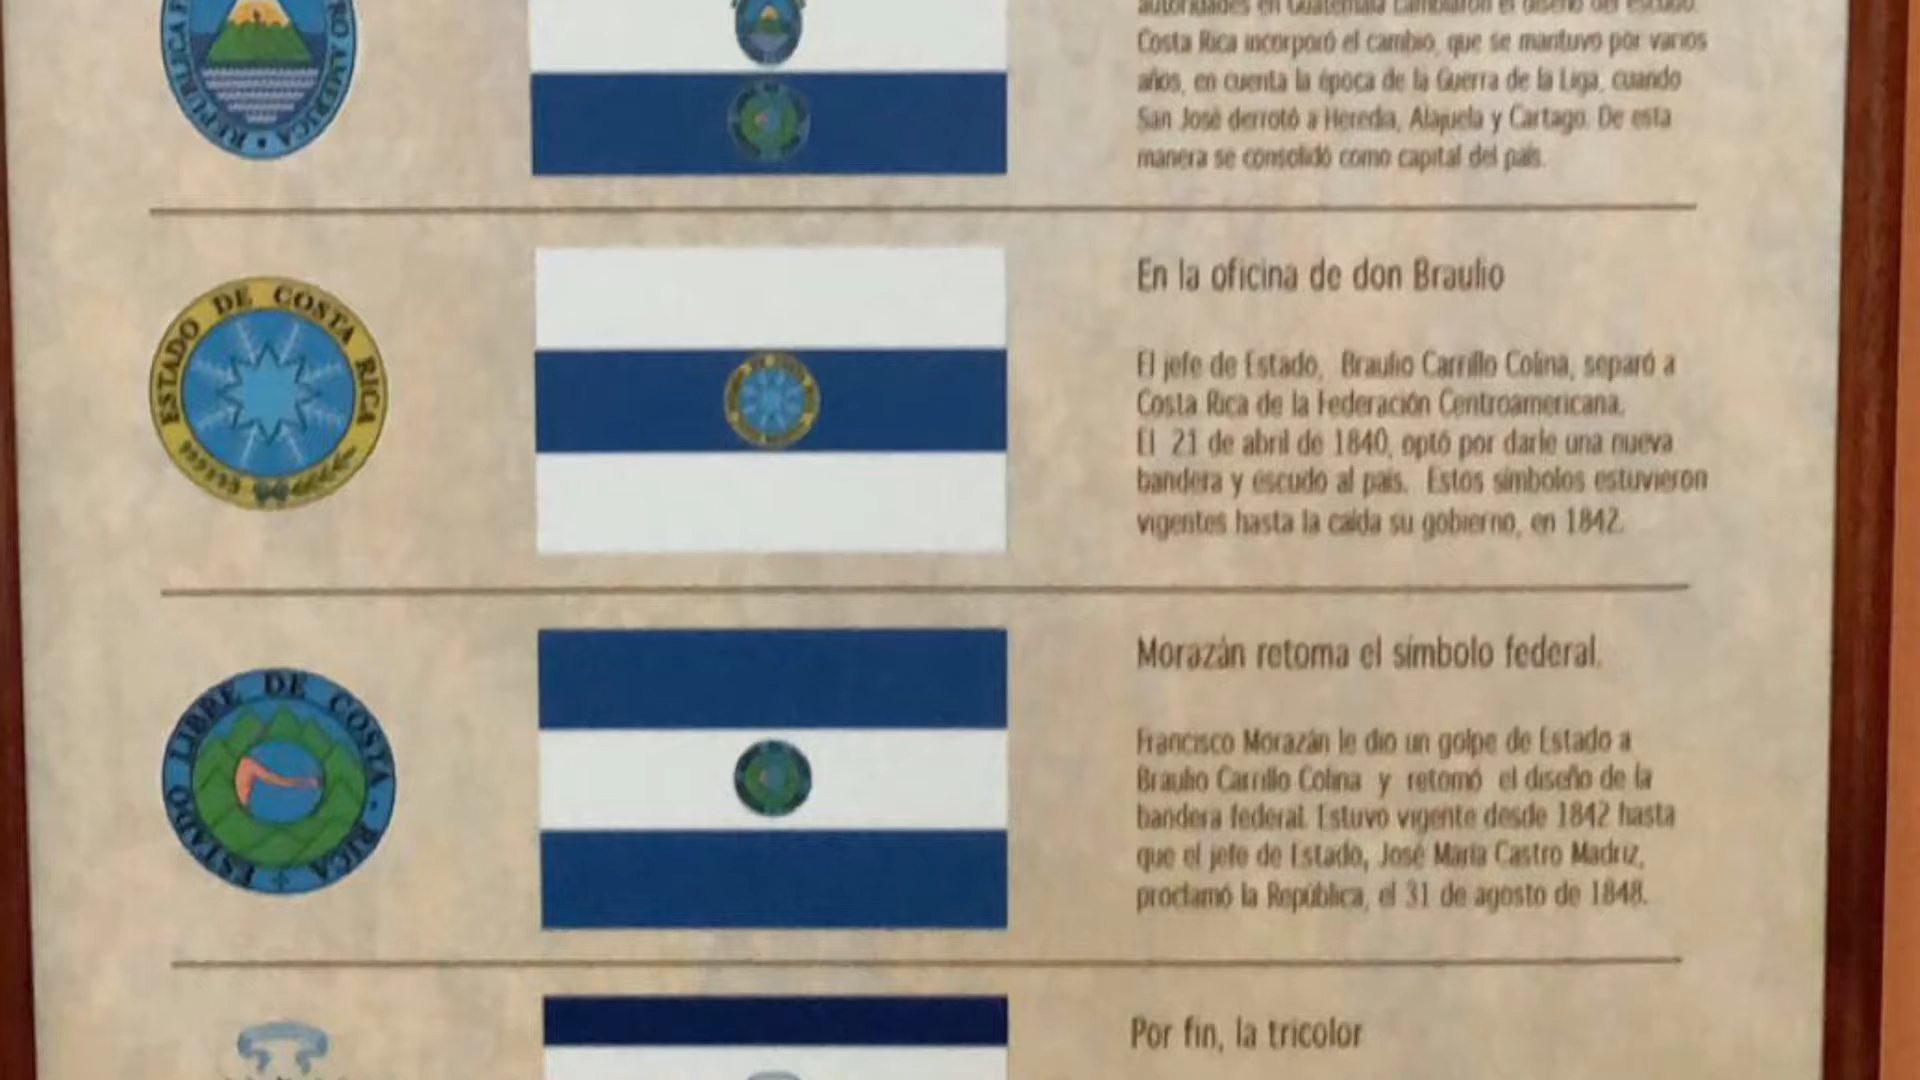 autoridades en Guatemala cambiaron el diseño del escudo.
Costa Rica incorporó el cambio, que se mantuvo por varios
años, en cuenta la época de la Guerra de la Liga, cuando
San José derrotó a Heredia, Alajuela y Cartago. De esta
manera se consolidó como capital del país.
REPUBLICA F
RO AMERICA
En la oficina de don Braulio
ESTADO DE COSTA RICA
El jefe de Estado, Braulio Carrillo Colina, separó a
Costa Rica de la Federación Centroamericana.
El 21 de abril de 1840, optó por darle una nueva
bandera y escudo al país. Estos símbolos estuvieron
vigentes hasta la caída su gobierno, en 1842.
Morazán retoma el símbolo federal.
ESTADO LIBRE DE COSTA RICA
Francisco Morazán le dio un golpe de Estado a
Braulio Carrillo Colina y retomó el diseño de la
bandera federal. Estuvo vigente desde 1842 hasta
que el jefe de Estado, José María Castro Madriz,
proclamó la República, el 31 de agosto de 1848.
Por fin, la tricolor